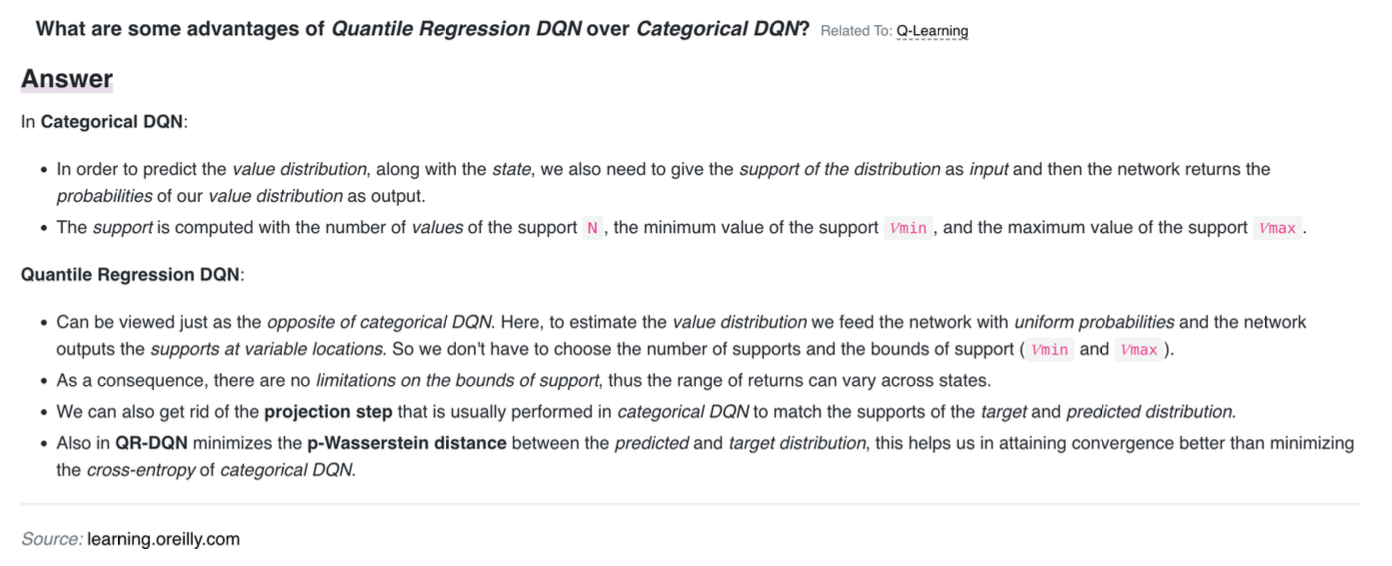 What are some advantages of Quantile Regression DQN over Categorical DQN? Related To: Q-Learning
Answer
In Categorical DQN:
• In order to predict the value distribution, along with the state, we also need to give the support of the distribution as input and then the network returns the
probabilities of our value distribution as output.
• The support is computed with the number of values of the support N , the minimum value of the support Vmin , and the maximum value of the support Vmax .
Quantile Regression DQN:
• Can be viewed just as the opposite of categorical DQN. Here, to estimate the value distribution we feed the network with uniform probabilities and the network
outputs the supports at variable locations. So we don't have to choose the number of supports and the bounds of support ( Vmin and Vmax ).
• As a consequence, there are no limitations on the bounds of support, thus the range of returns can vary across states.
• We can also get rid of the projection step that is usually performed in categorical DQN to match the supports of the target and predicted distribution.
• Also in QR-DQN minimizes the p-Wasserstein distance between the predicted and target distribution, this helps us in attaining convergence better than minimizing
the cross-entropy of categorical DQN.
Source: learning.oreilly.com